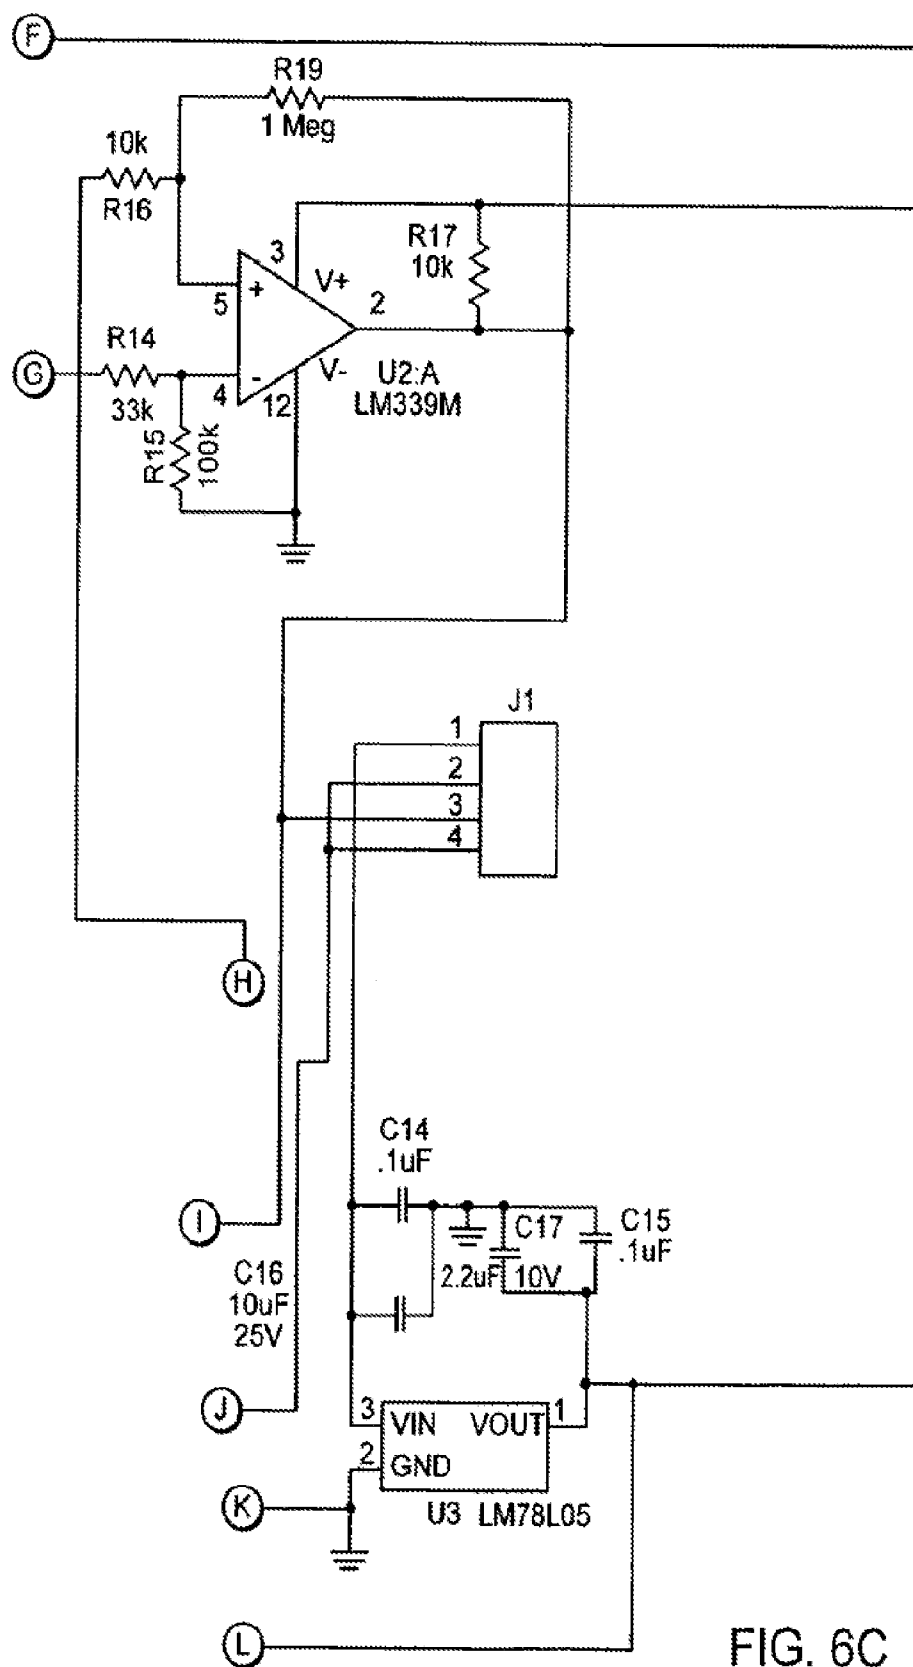 F
R19
1 Meg
10k
R16
R17
10k
3
V+
5
+
2
R14
G
33k
4
-
12
V-
U2:A
LM339M
R15
100k
J1
1
2
3
4
H
C14
.1uF
I
C17
2.2uF 10V
C15
.1uF
C16
10uF
25V
J
3
VIN VOUT
1
2
GND
K
U3 LM78L05
L
FIG. 6C